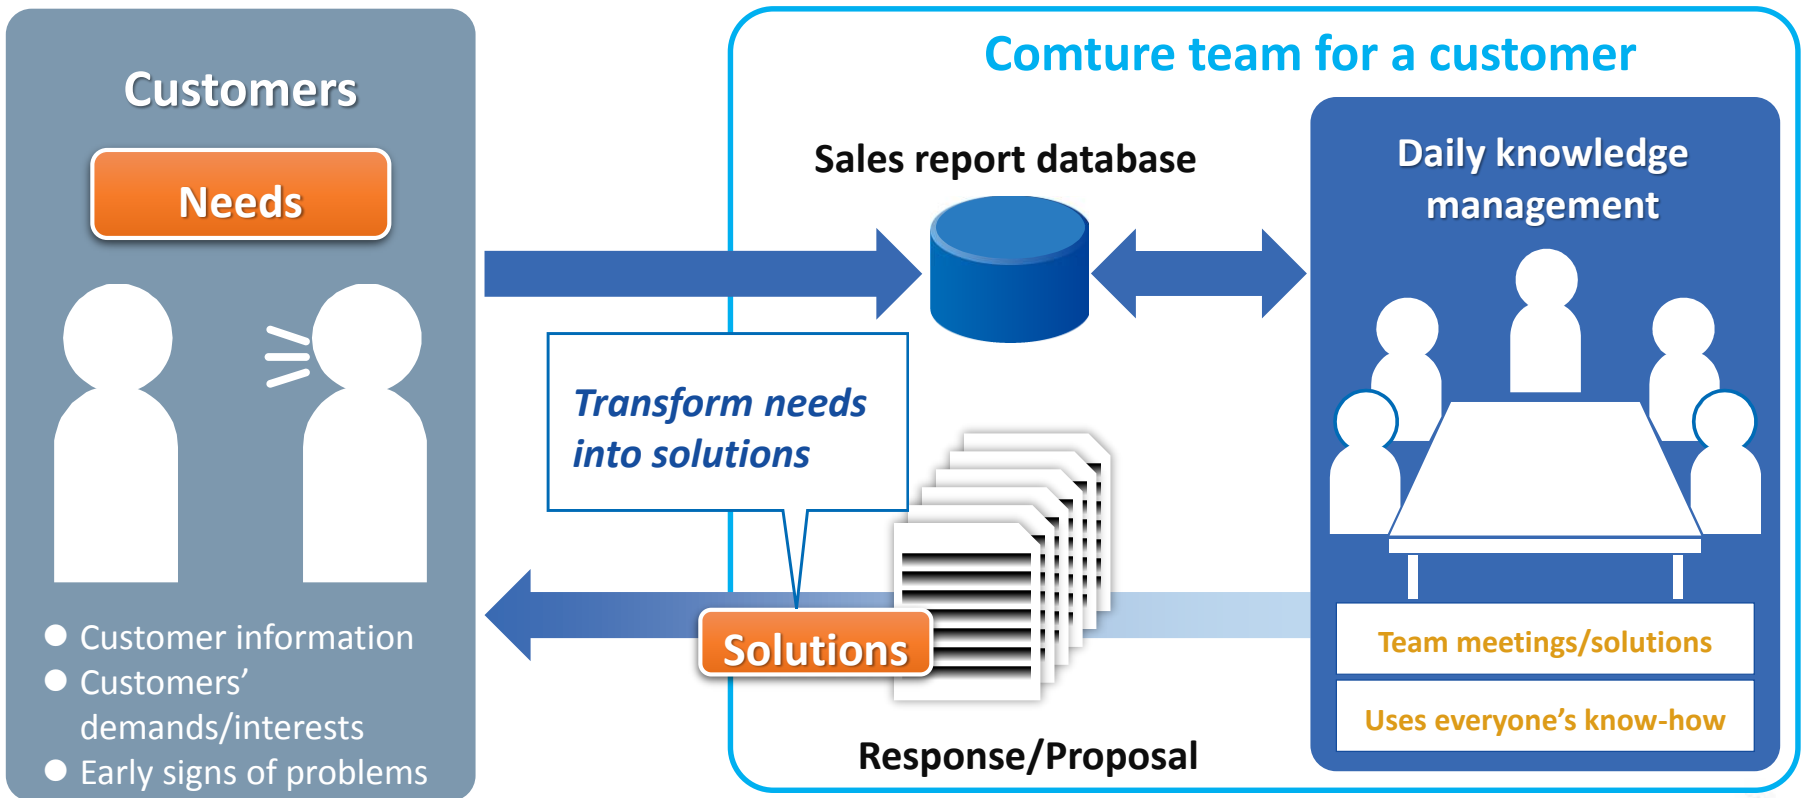 Customers
Needs
● Customer information
● Customers’
demands/interests
● Early signs of problems
Comture team for a customer
Sales report database
Transform needs
into solutions
Solutions
Response/Proposal
Daily knowledge
management
Team meetings/solutions
Uses everyone’s know-how